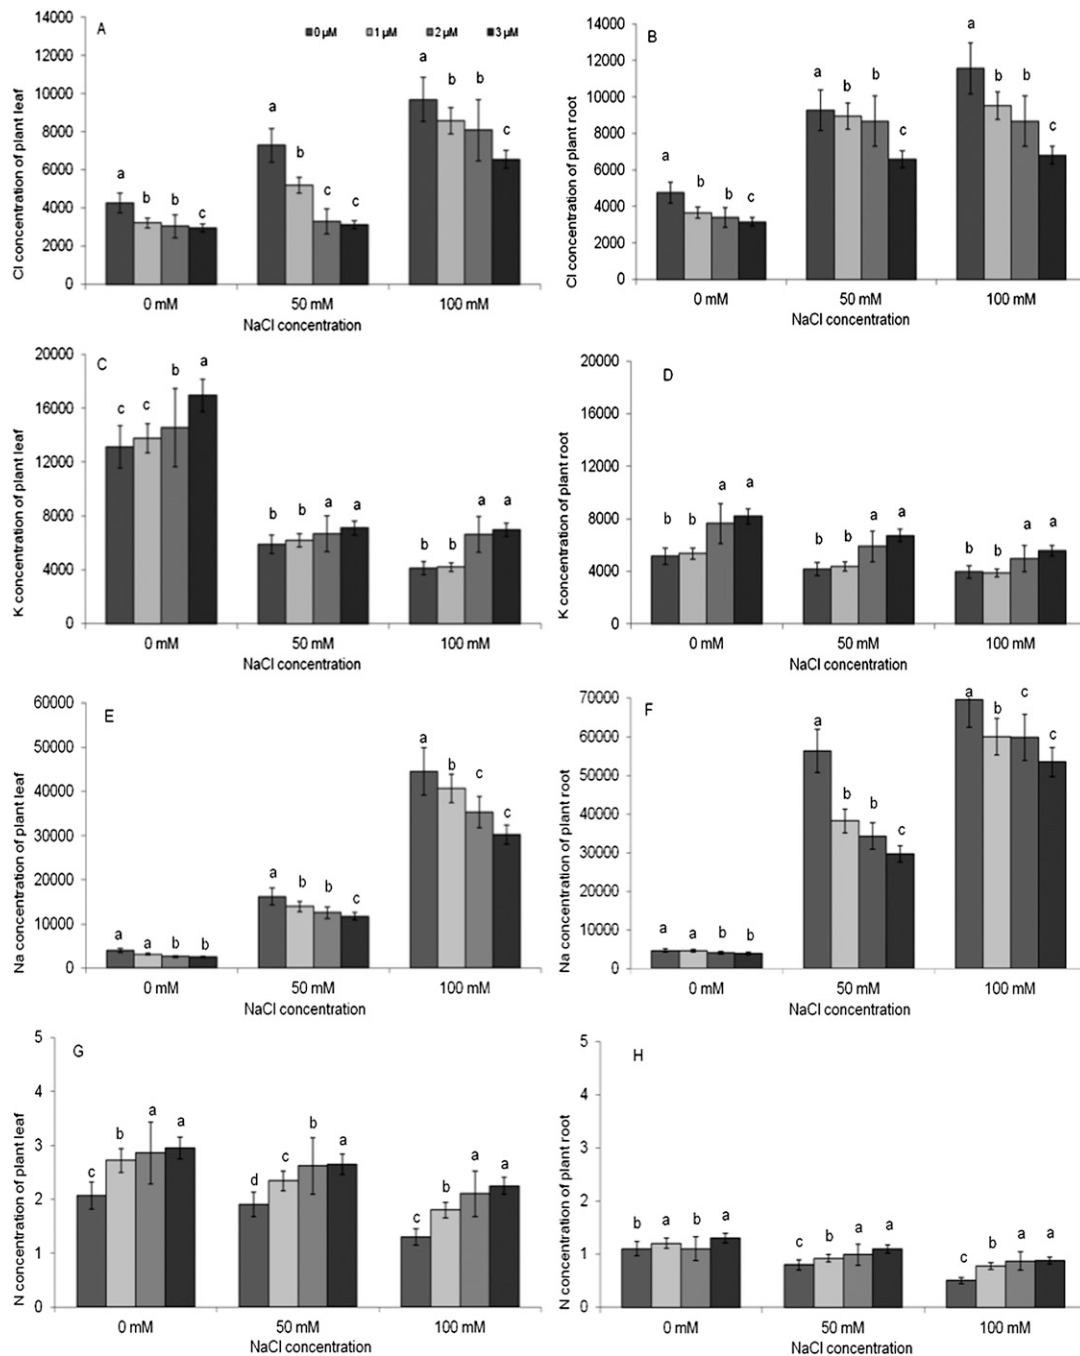 A
0 µM 1 µM 2 µM 3 µM
Cl concentration of plant leaf
14000
12000
10000
8000
6000
4000
2000
0
a b b c
a b c c
a b b c
0 mM 50 mM 100 mM
NaCl concentration
B
Cl concentration of plant root
14000
12000
10000
8000
6000
4000
2000
0
a b b c
a b b c
a b b c
0 mM 50 mM 100 mM
NaCl concentration
C
K concentration of plant leaf
20000
16000
12000
8000
4000
0
c c b a
b b a a
b b a a
0 mM 50 mM 100 mM
NaCl concentration
D
K concentration of plant root
20000
16000
12000
8000
4000
0
b b a a
b b a a
b b a a
0 mM 50 mM 100 mM
NaCl concentration
E
Na concentration of plant leaf
60000
50000
40000
30000
20000
10000
0
a a b b
a b b c
a b c c
0 mM 50 mM 100 mM
NaCl concentration
F
Na concentration of plant root
70000
60000
50000
40000
30000
20000
10000
0
a a b b
a b b c
a b c c
0 mM 50 mM 100 mM
NaCl concentration
G
N concentration of plant leaf
5
4
3
2
1
0
c b a a
d c b a
c b a a
0 mM 50 mM 100 mM
NaCl concentration
H
N concentration of plant root
5
4
3
2
1
0
b a b a
c b a a
c b a a
0 mM 50 mM 100 mM
NaCl concentration